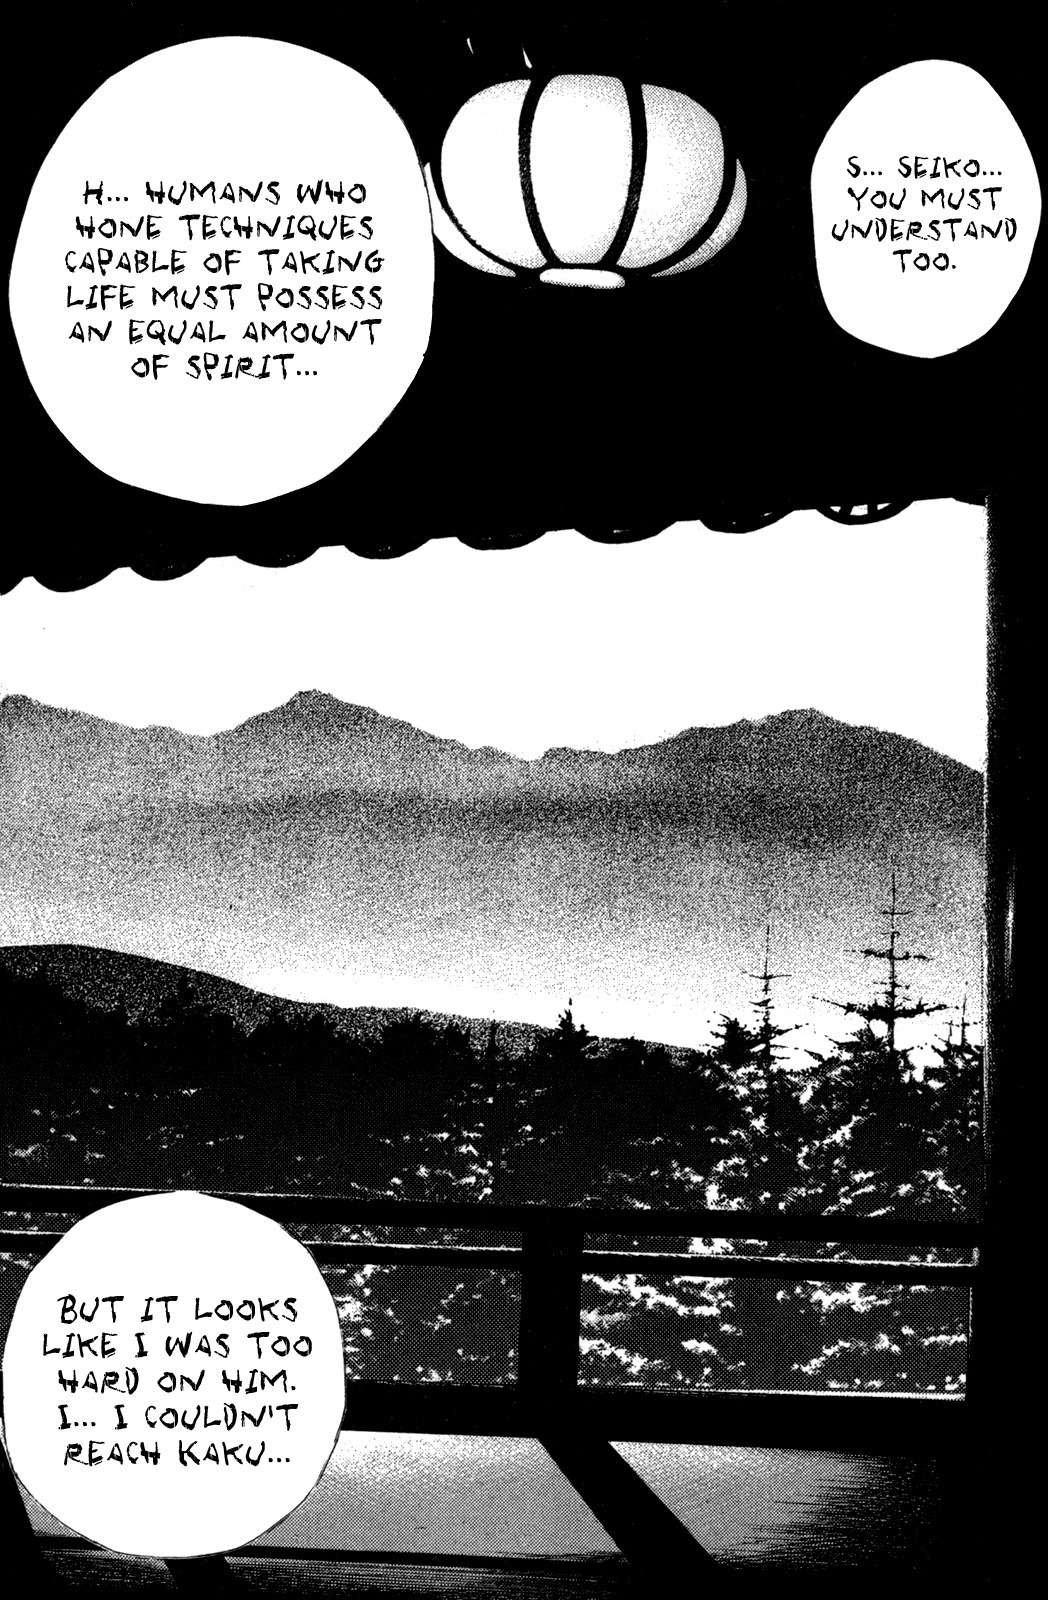 S... SEIKO...
YOU MUST
UNDERSTAND
TOO.
H... HUMANS WHO
HONE TECHNIQUES
CAPABLE OF TAKING
LIFE MUST POSSESS
AN EQUAL AMOUNT
OF SPIRIT...
BUT IT LOOKS
LIKE I WAS TOO
HARD ON HIM.
I... I COULDN'T
REACH KAKU...